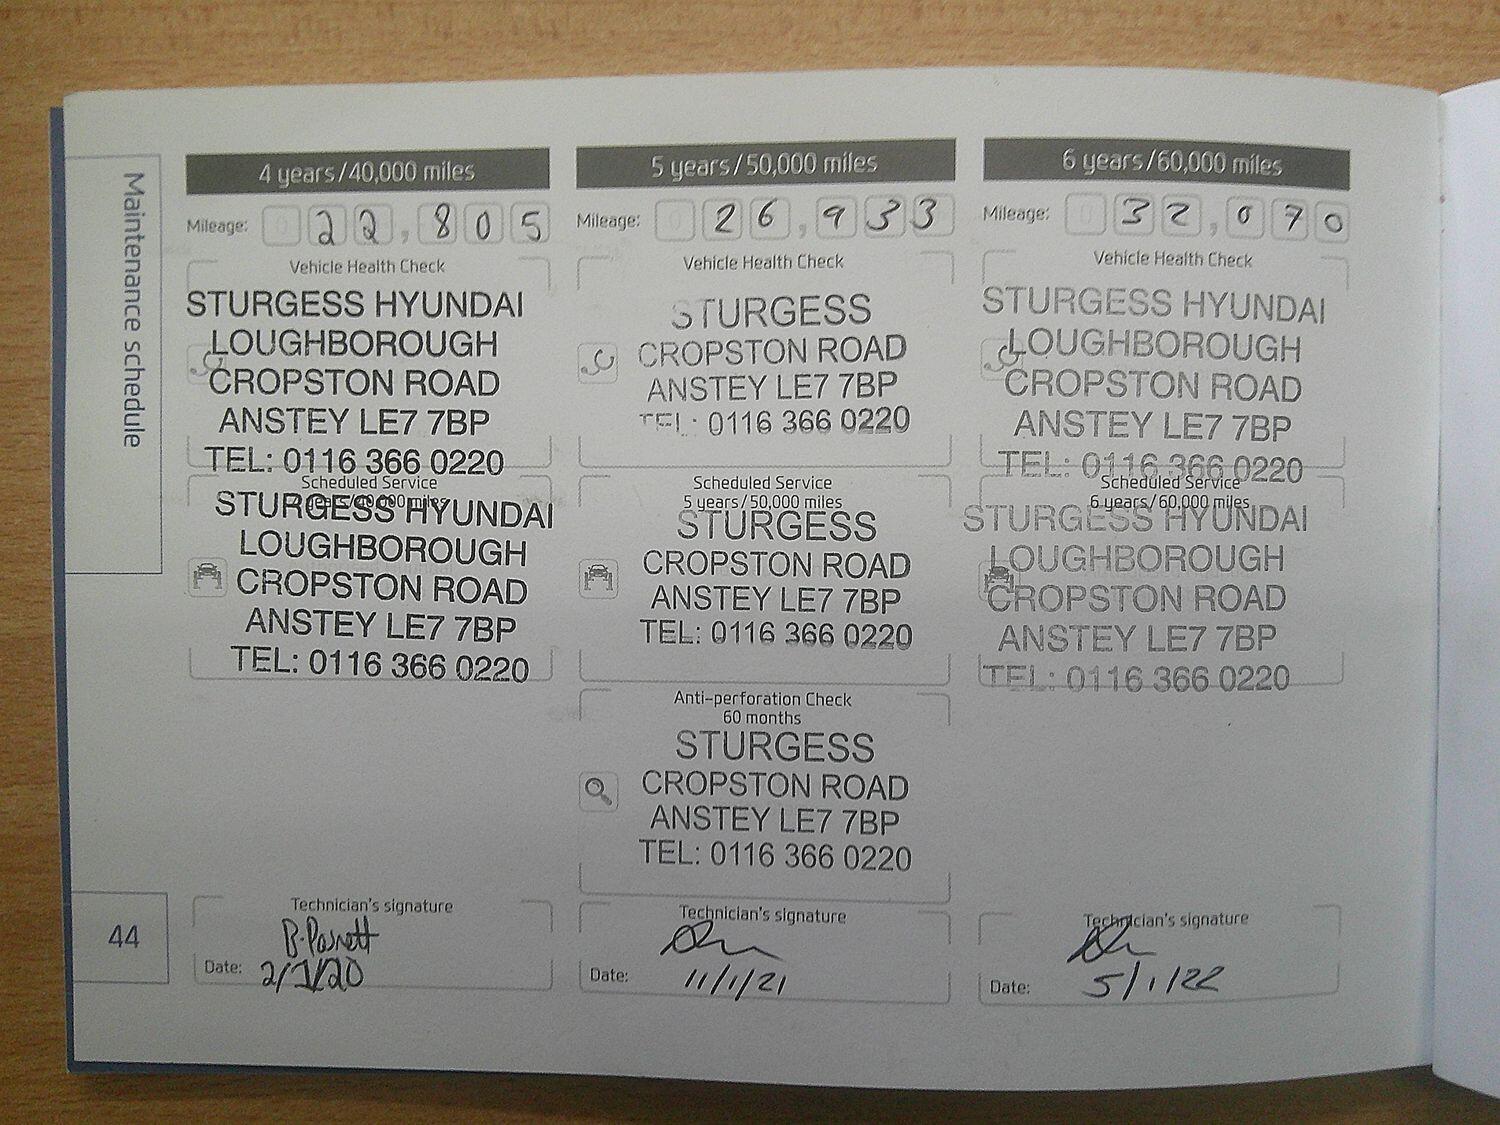 Maintenance schedule
4 years/40,000 miles
Mileage: 0 22,805
Vehicle Health Check
STURGESS HYUNDAI
LOUGHBOROUGH
CROPSTON ROAD
ANSTEY LE7 7BP
TEL: 0116 366 0220
Scheduled Service
4 years/40,000 miles
STURGESS HYUNDAI
LOUGHBOROUGH
CROPSTON ROAD
ANSTEY LE7 7BP
TEL: 0116 366 0220
Technician's signature
Date: 2/1/20
5 years/50,000 miles
Mileage: 0 26,933
Vehicle Health Check
STURGESS
CROPSTON ROAD
ANSTEY LE7 7BP
TEL: 0116 366 0220
Scheduled Service
5 years/50,000 miles
STURGESS
CROPSTON ROAD
ANSTEY LE7 7BP
TEL: 0116 366 0220
Anti-perforation Check
60 months
STURGESS
CROPSTON ROAD
ANSTEY LE7 7BP
TEL: 0116 366 0220
Technician's signature
Date: 11/1/21
6 years/60,000 miles
Mileage: 0 32,070
Vehicle Health Check
STURGESS HYUNDAI
LOUGHBOROUGH
CROPSTON ROAD
ANSTEY LE7 7BP
TEL: 0116 366 0220
Scheduled Service
6 years/60,000 miles
STURGESS HYUNDAI
LOUGHBOROUGH
CROPSTON ROAD
ANSTEY LE7 7BP
TEL: 0116 366 0220
Technician's signature
Date: 5/1/22
44